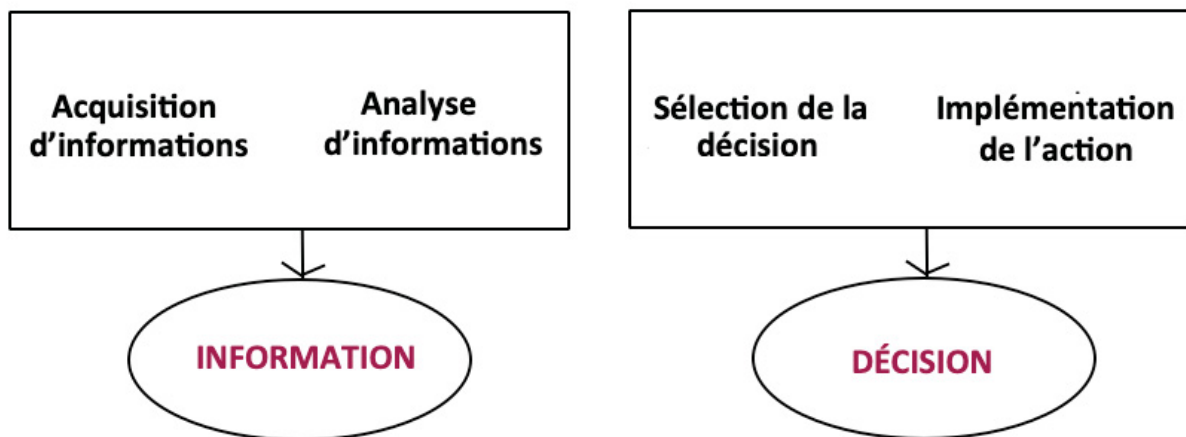 Acquisition
d’informations
Analyse
d’informations
Sélection de la
décision
Implémentation
de l’action
INFORMATION
DÉCISION